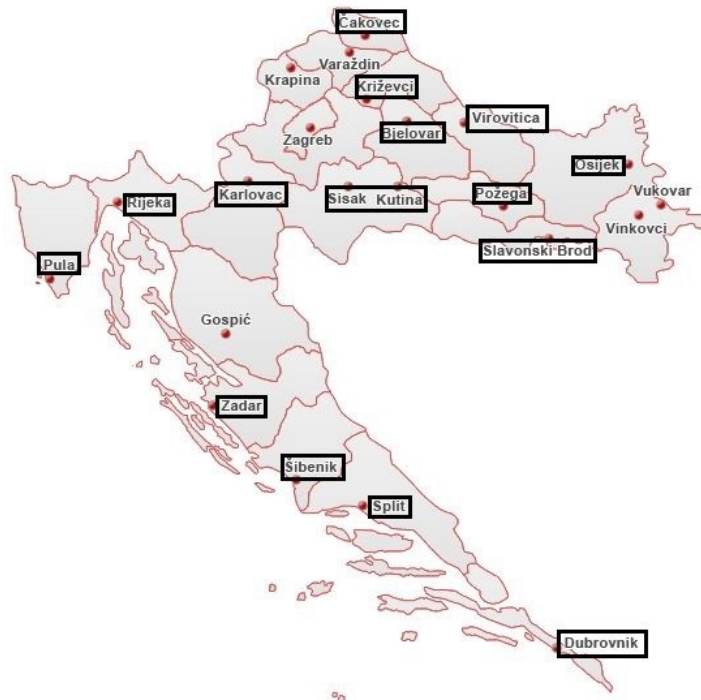 Čakovec
Varaždin
Krapina
Križevci
Virovitica
Bjelovar
Zagreb
Osijek
Karlovac
Sisak Kutina
Požega
Vukovar
Rijeka
Vinkovci
Slavonski Brod
Pula
Gospić
Zadar
Šibenik
Split
Dubrovnik